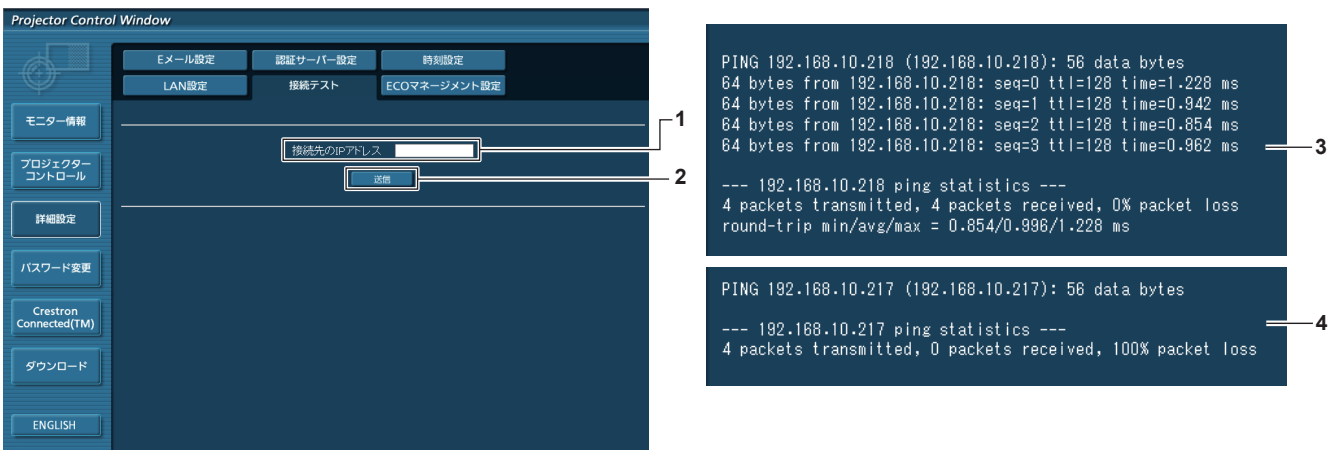 Projector Control Window
Eメール設定
認証サーバー設定
時刻設定
LAN設定
接続テスト
ECOマネージメント設定
モニター情報
プロジェクター
コントロール
詳細設定
パスワード変更
Crestron
Connected(TM)
ダウンロード
ENGLISH
接続先のIPアドレス
送信
1
2
PING 192.168.10.218 (192.168.10.218): 56 data bytes
64 bytes from 192.168.10.218: seq=0 ttl=128 time=1.228 ms
64 bytes from 192.168.10.218: seq=1 ttl=128 time=0.942 ms
64 bytes from 192.168.10.218: seq=2 ttl=128 time=0.854 ms
64 bytes from 192.168.10.218: seq=3 ttl=128 time=0.962 ms
3
--- 192.168.10.218 ping statistics ---
4 packets transmitted, 4 packets received, 0% packet loss
round-trip min/avg/max = 0.854/0.996/1.228 ms
PING 192.168.10.217 (192.168.10.217): 56 data bytes
--- 192.168.10.217 ping statistics ---
4 packets transmitted, 0 packets received, 100% packet loss
4